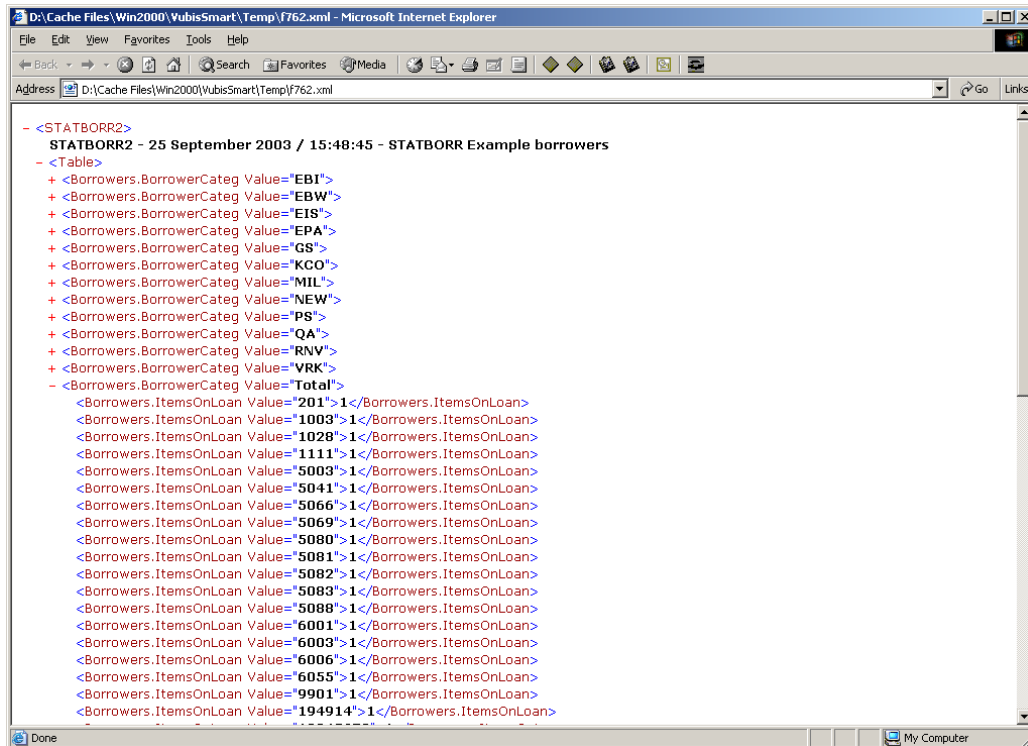 D:\Cache Files\Win2000\VubisSmart\Temp\f762.xml - Microsoft Internet Explorer
File Edit View Favorites Tools Help
Back Search Favorites Media
Address D:\Cache Files\Win2000\VubisSmart\Temp\f762.xml Go Links
- <STATBORR2>
STATBORR2 - 25 September 2003 / 15:48:45 - STATBORR Example borrowers
- <Table>
+ <Borrowers.BorrowerCateg Value="EBI">
+ <Borrowers.BorrowerCateg Value="EBW">
+ <Borrowers.BorrowerCateg Value="EIS">
+ <Borrowers.BorrowerCateg Value="EPA">
+ <Borrowers.BorrowerCateg Value="GS">
+ <Borrowers.BorrowerCateg Value="KCO">
+ <Borrowers.BorrowerCateg Value="MIL">
+ <Borrowers.BorrowerCateg Value="NEW">
+ <Borrowers.BorrowerCateg Value="PS">
+ <Borrowers.BorrowerCateg Value="QA">
+ <Borrowers.BorrowerCateg Value="RNV">
+ <Borrowers.BorrowerCateg Value="VRK">
- <Borrowers.BorrowerCateg Value="Total">
<Borrowers.ItemsOnLoan Value="201">1</Borrowers.ItemsOnLoan>
<Borrowers.ItemsOnLoan Value="1003">1</Borrowers.ItemsOnLoan>
<Borrowers.ItemsOnLoan Value="1028">1</Borrowers.ItemsOnLoan>
<Borrowers.ItemsOnLoan Value="1111">1</Borrowers.ItemsOnLoan>
<Borrowers.ItemsOnLoan Value="5003">1</Borrowers.ItemsOnLoan>
<Borrowers.ItemsOnLoan Value="5041">1</Borrowers.ItemsOnLoan>
<Borrowers.ItemsOnLoan Value="5066">1</Borrowers.ItemsOnLoan>
<Borrowers.ItemsOnLoan Value="5069">1</Borrowers.ItemsOnLoan>
<Borrowers.ItemsOnLoan Value="5080">1</Borrowers.ItemsOnLoan>
<Borrowers.ItemsOnLoan Value="5081">1</Borrowers.ItemsOnLoan>
<Borrowers.ItemsOnLoan Value="5082">1</Borrowers.ItemsOnLoan>
<Borrowers.ItemsOnLoan Value="5083">1</Borrowers.ItemsOnLoan>
<Borrowers.ItemsOnLoan Value="5088">1</Borrowers.ItemsOnLoan>
<Borrowers.ItemsOnLoan Value="6001">1</Borrowers.ItemsOnLoan>
<Borrowers.ItemsOnLoan Value="6003">1</Borrowers.ItemsOnLoan>
<Borrowers.ItemsOnLoan Value="6006">1</Borrowers.ItemsOnLoan>
<Borrowers.ItemsOnLoan Value="6055">1</Borrowers.ItemsOnLoan>
<Borrowers.ItemsOnLoan Value="9901">1</Borrowers.ItemsOnLoan>
<Borrowers.ItemsOnLoan Value="194914">1</Borrowers.ItemsOnLoan>
Done My Computer